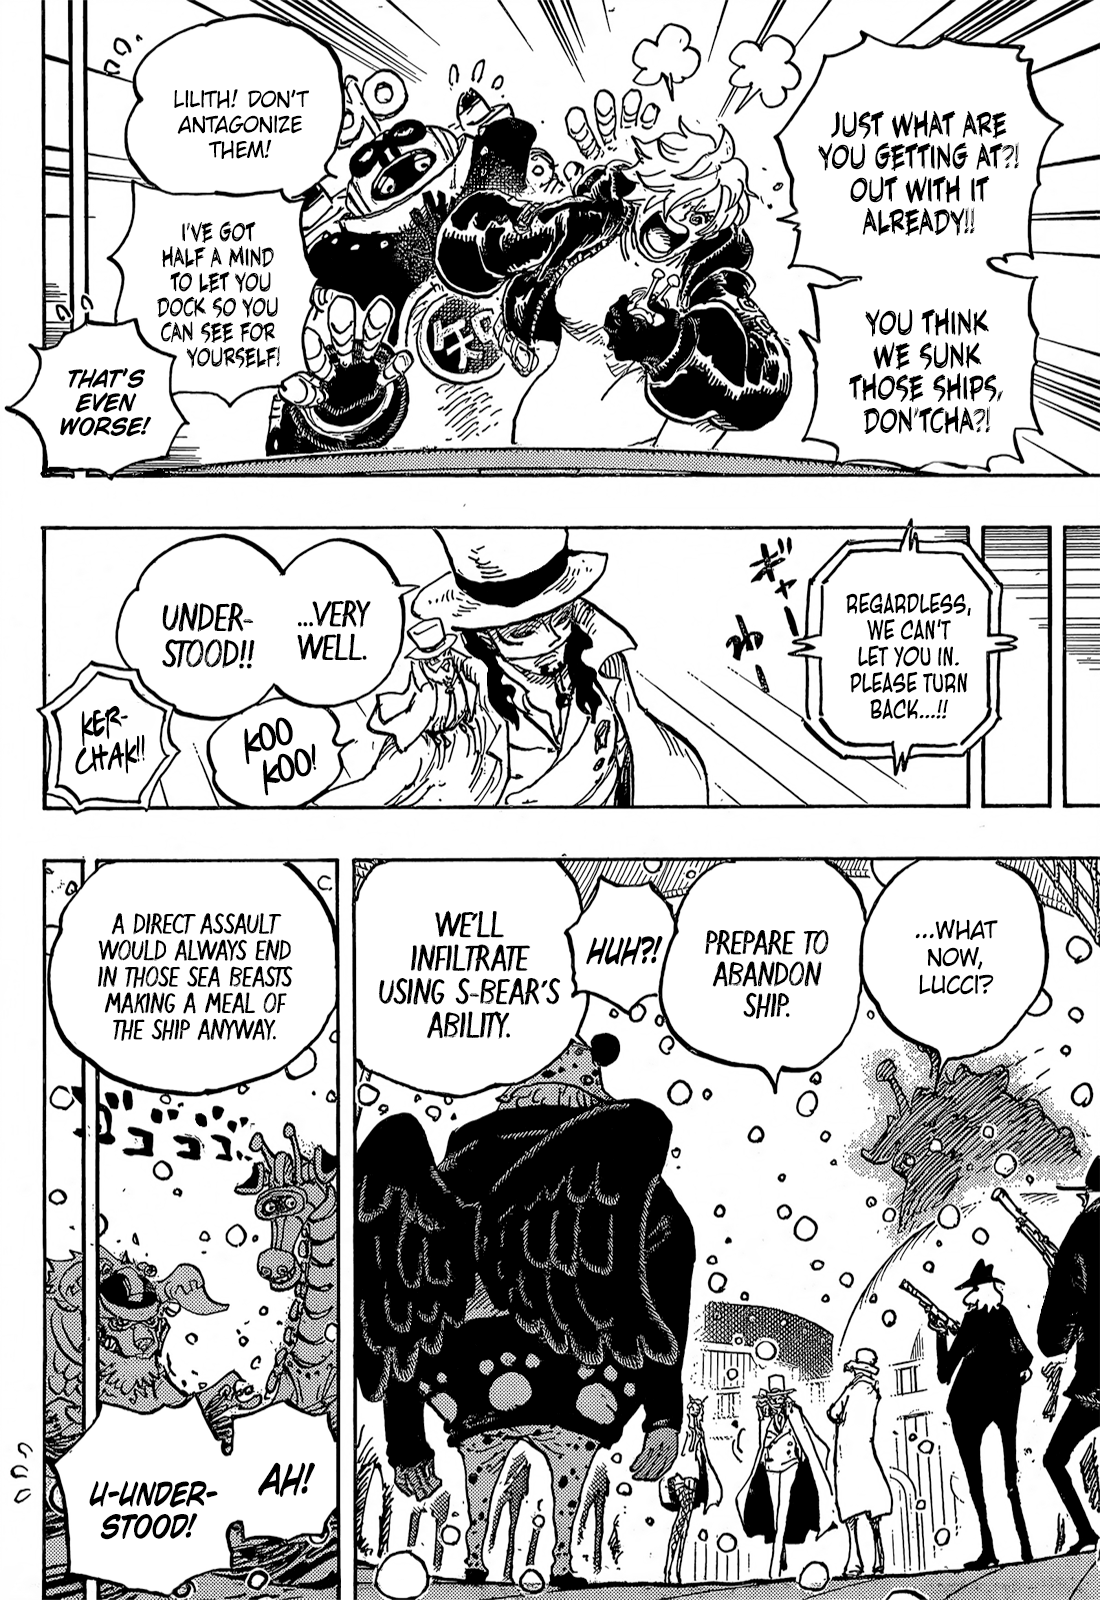 JUST WHAT ARE
YOU GETTING AT?!
OUT WITH IT
ALREADY!!
YOU THINK
WE SUNK
THOSE SHIPS,
DON'TCHA?!
LILITH! DON'T
ANTAGONIZE
THEM!
I'VE GOT
HALF A MIND
TO LET YOU
DOCK SO YOU
CAN SEE FOR
YOURSELF!
THAT'S
EVEN
WORSE!
知
REGARDLESS,
WE CAN'T
LET YOU IN.
PLEASE TURN
BACK...!!
...VERY
WELL.
UNDER-
STOOD!!
KOO
KOO!
KER-
CHAK!!
...WHAT
NOW,
LUCCI?
PREPARE TO
ABANDON
SHIP.
HUH?!
WE'LL
INFILTRATE
USING S-BEAR'S
ABILITY.
A DIRECT ASSAULT
WOULD ALWAYS END
IN THOSE SEA BEASTS
MAKING A MEAL OF
THE SHIP ANYWAY.
AH!
U-UNDER-
STOOD!